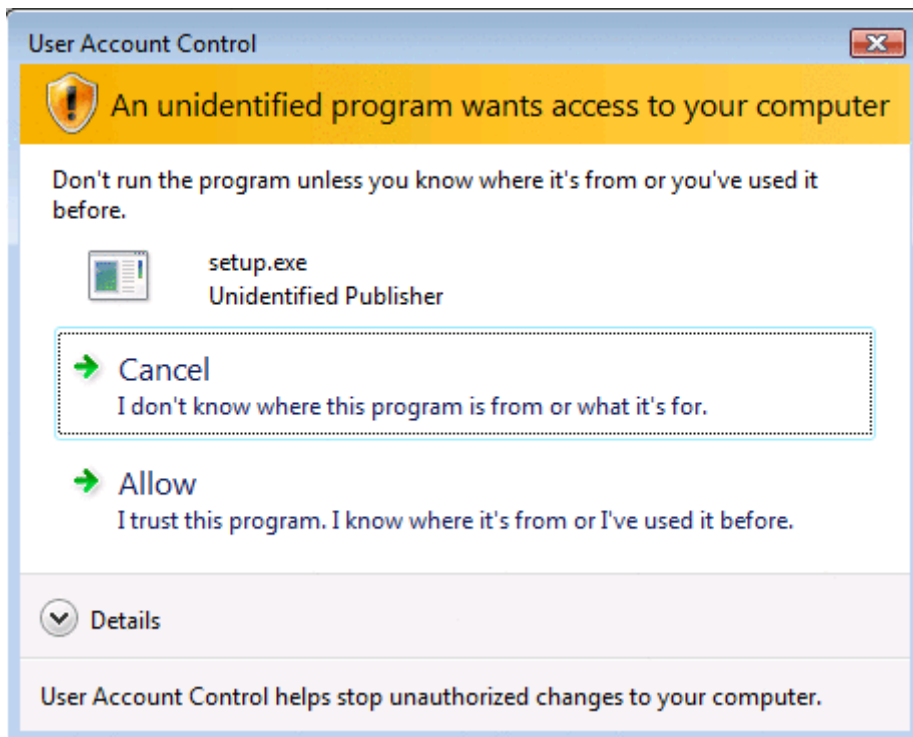 User Account Control
An unidentified program wants access to your computer
Don't run the program unless you know where it's from or you've used it
before.
setup.exe
Unidentified Publisher
Cancel
I don't know where this program is from or what it's for.
Allow
I trust this program. I know where it's from or I've used it before.
Details
User Account Control helps stop unauthorized changes to your computer.